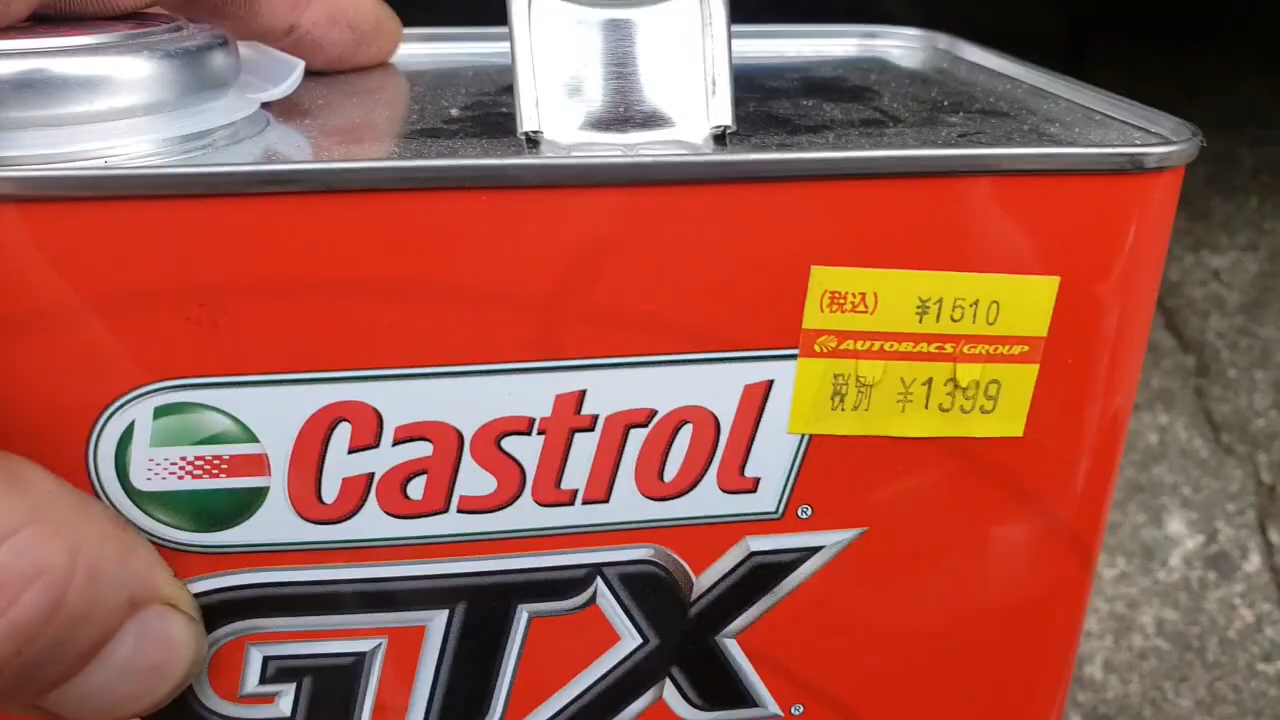 (税込) ¥1510
AUTOBACS GROUP
税別 ¥1399
Castrol®
GTX®